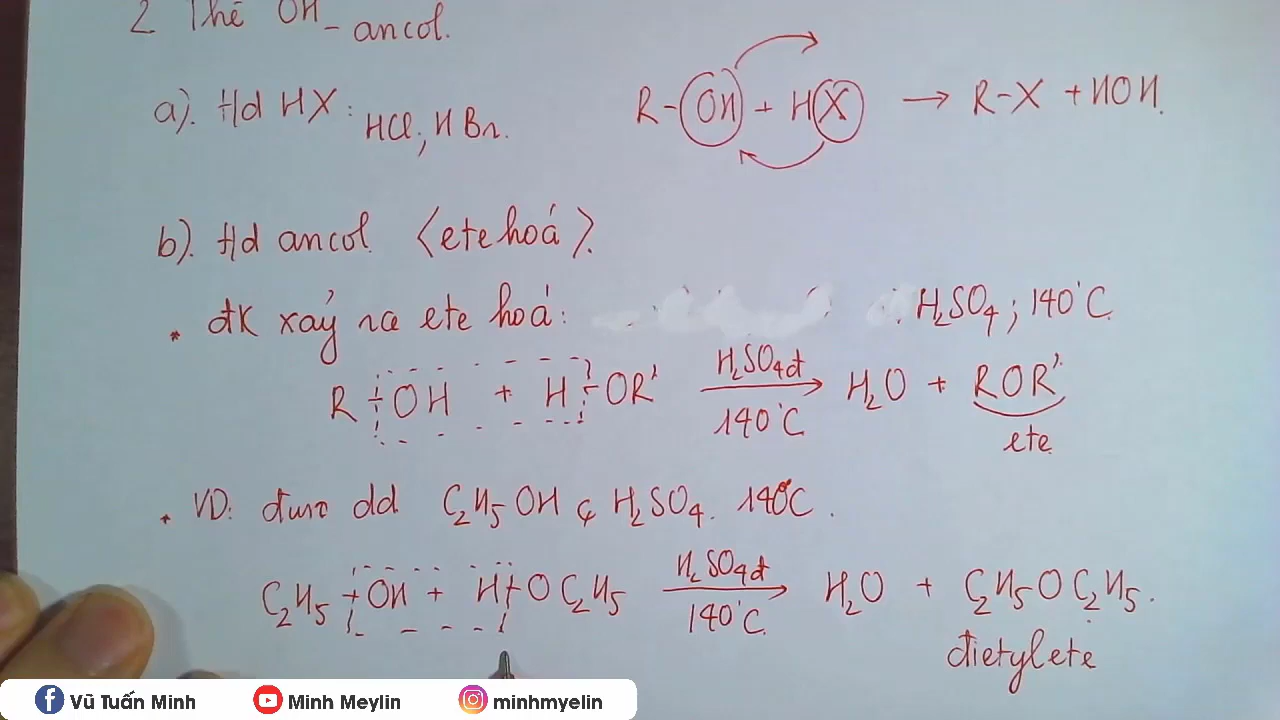 2 Thế OH - ancol.
a). t/d HX: HCl, HBr. R-OH + HX → R-X + HOH.
b). t/d ancol <ete hoá>.
* đk xảy ra ete hoá: H₂SO₄; 140°C.
R-OH + H-OR' H₂SO₄đ 140°C → H₂O + ROR'
ete
* VD: đun dd C₂H₅OH & H₂SO₄. 140°C.
C₂H₅-OH + H-OC₂H₅ H₂SO₄đ 140°C → H₂O + C₂H₅OC₂H₅.
đietylete
Vũ Tuấn Minh Minh Meylin minhmyelin